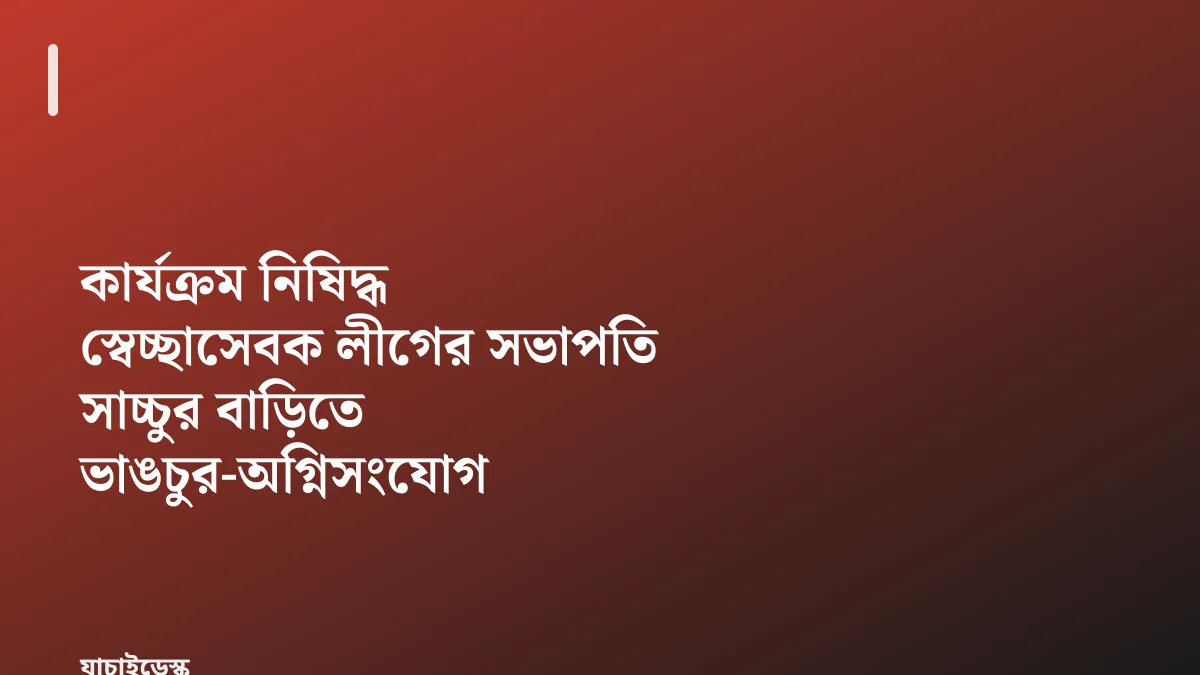 কার্যক্রম নিষিদ্ধ
স্বেচ্ছাসেবক লীগের সভাপতি
সাচ্চুর বাড়িতে
ভাঙচুর-অগ্নিসংযোগ
যাচাইডেস্ক